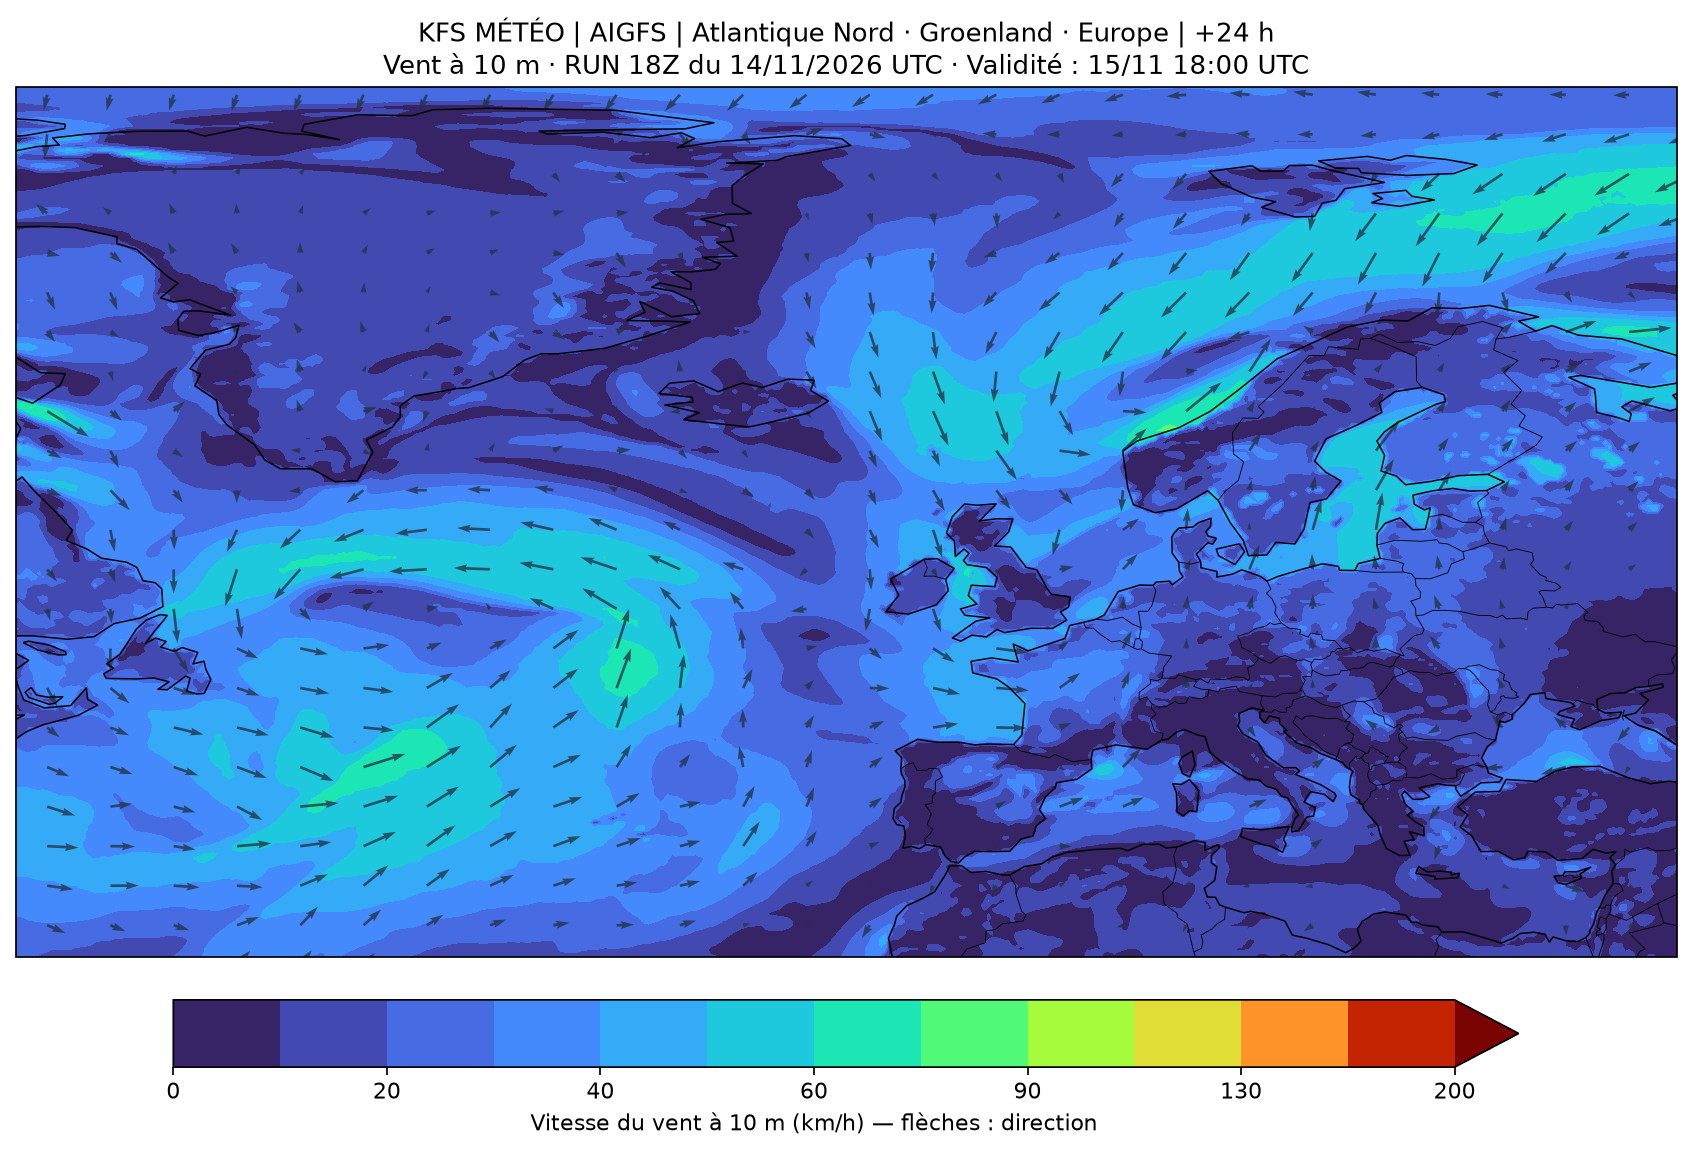 KFS MÉTÉO | AIGFS | Atlantique Nord · Groenland · Europe | +24 h
Vent à 10 m · RUN 18Z du 14/11/2026 UTC · Validité : 15/11 18:00 UTC
0 20 40 60 90 130 200
Vitesse du vent à 10 m (km/h) — flèches : direction